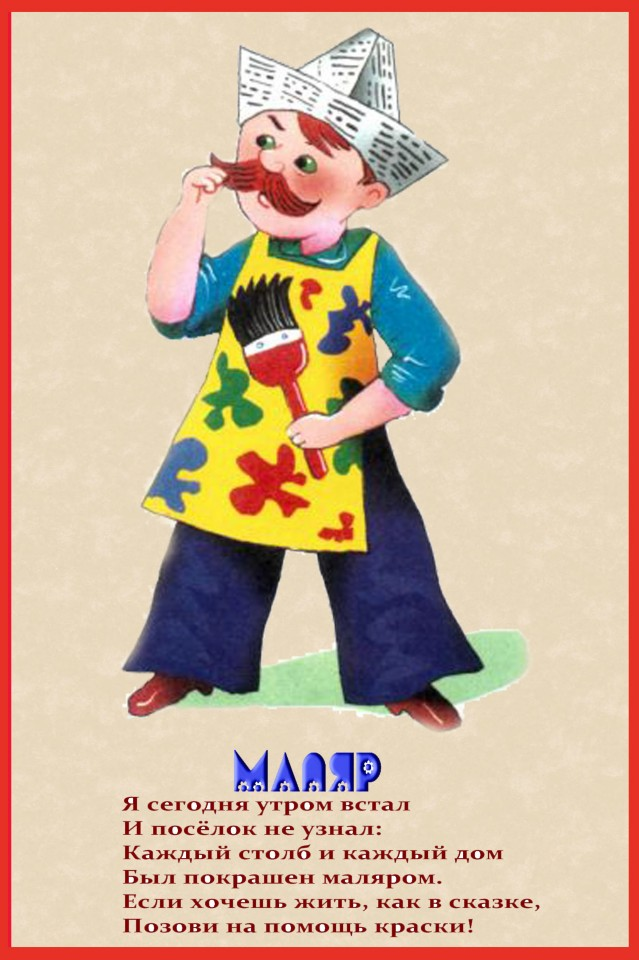 МАЛЯР
Я сегодня утром встал
И посёлок не узнал:
Каждый столб и каждый дом
Был покрашен маляром.
Если хочешь жить, как в сказке,
Позови на помощь краски!